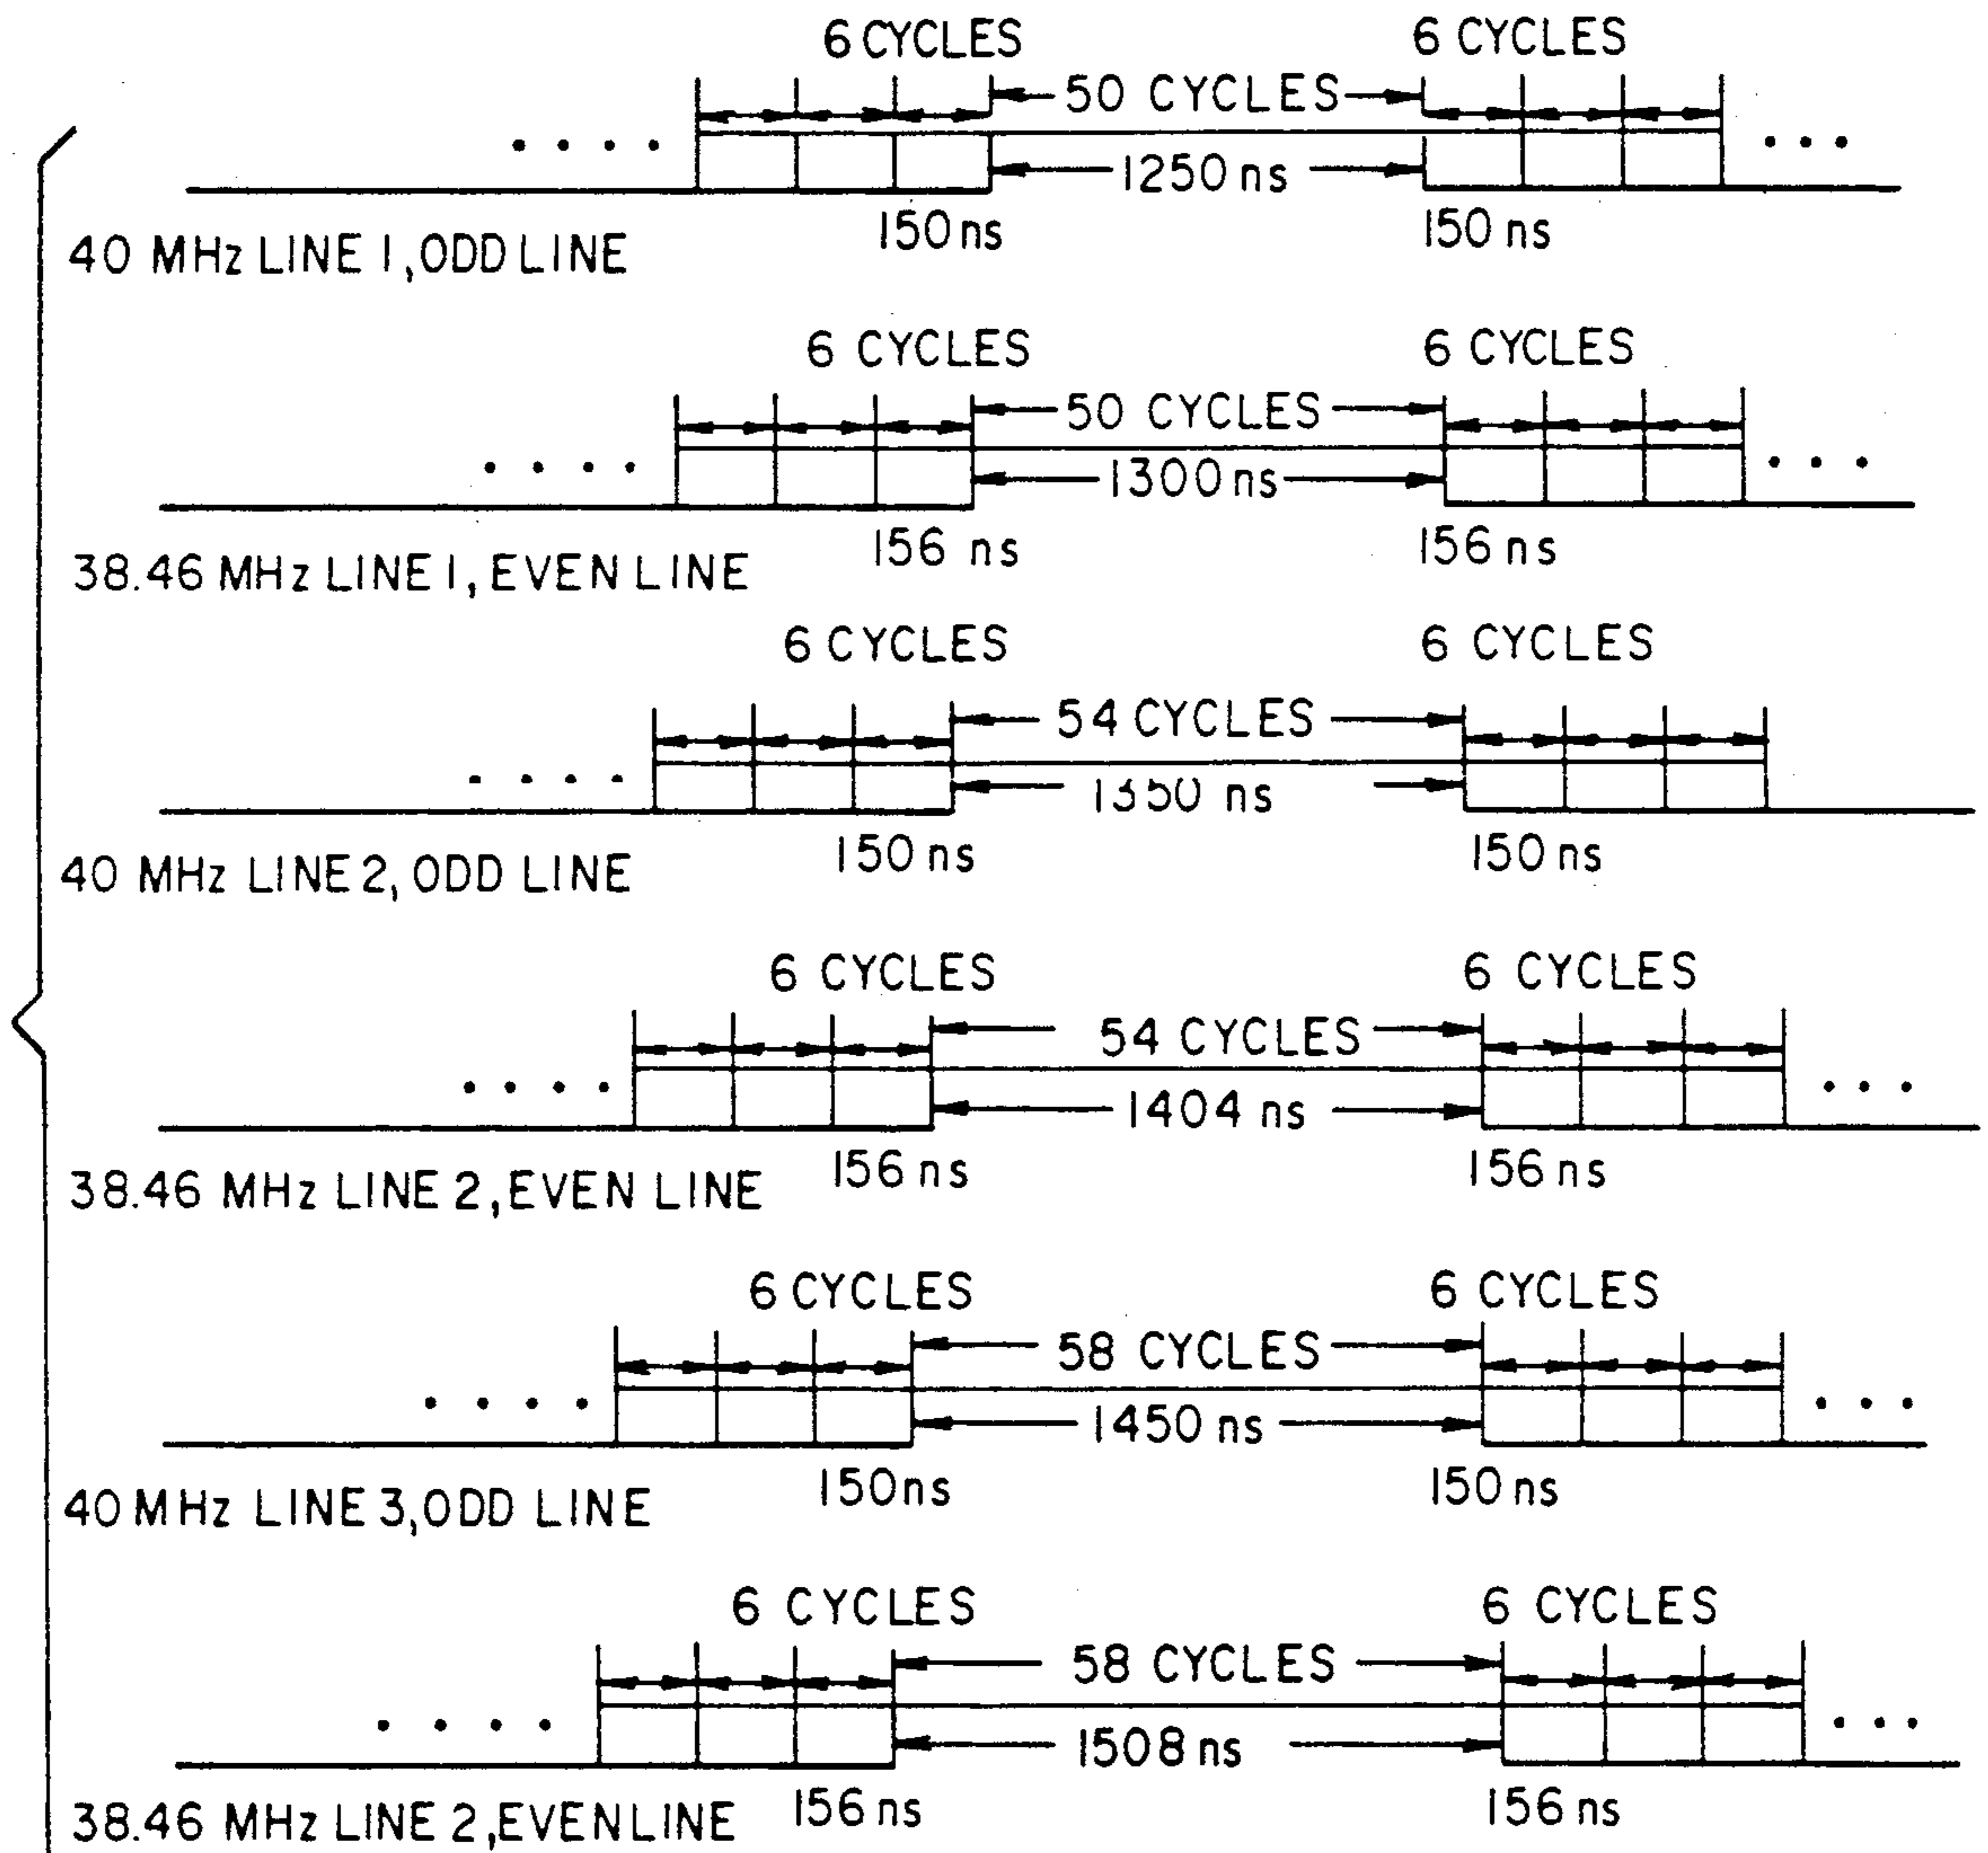 6 CYCLES 6 CYCLES
50 CYCLES
1250 ns
150 ns 150 ns
40 MHz LINE 1, ODD LINE
6 CYCLES 6 CYCLES
50 CYCLES
1300 ns
156 ns 156 ns
38.46 MHz LINE 1, EVEN LINE
6 CYCLES 6 CYCLES
54 CYCLES
1350 ns
150 ns 150 ns
40 MHz LINE 2, ODD LINE
6 CYCLES 6 CYCLES
54 CYCLES
1404 ns
156 ns 156 ns
38.46 MHz LINE 2, EVEN LINE
6 CYCLES 6 CYCLES
58 CYCLES
1450 ns
150 ns 150 ns
40 MHz LINE 3, ODD LINE
6 CYCLES 6 CYCLES
58 CYCLES
1508 ns
156 ns 156 ns
38.46 MHz LINE 2, EVEN LINE